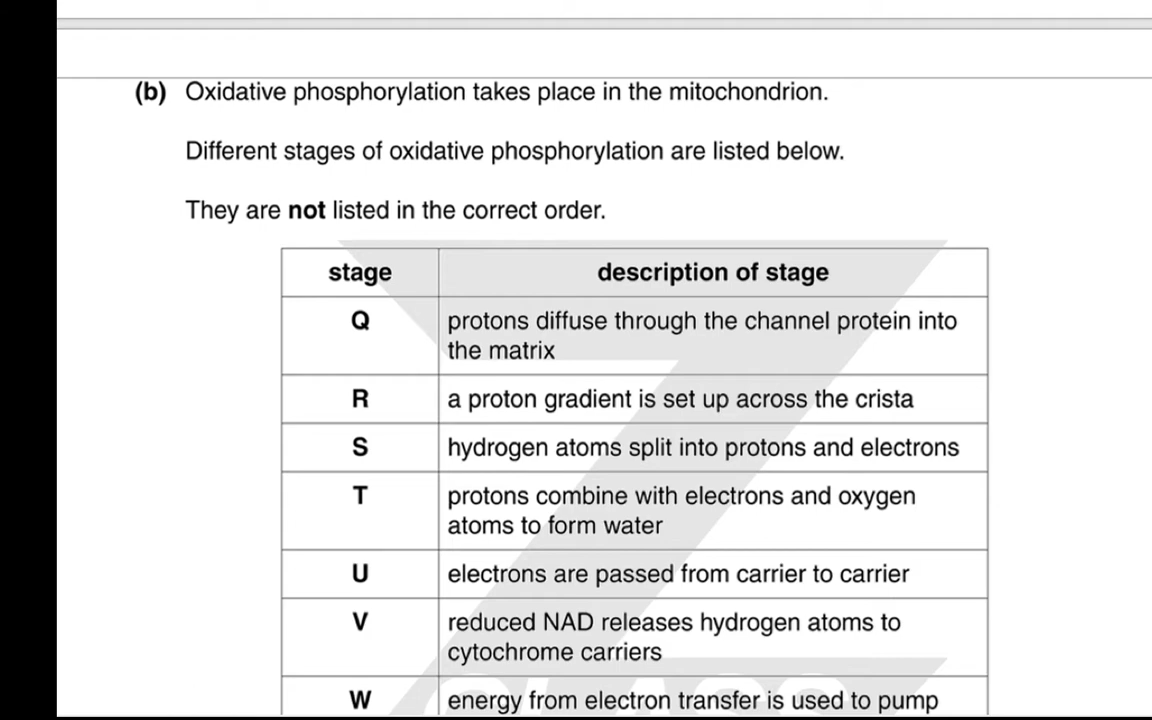 (b) Oxidative phosphorylation takes place in the mitochondrion.
Different stages of oxidative phosphorylation are listed below.
They are not listed in the correct order.
stage description of stage
Q protons diffuse through the channel protein into
the matrix
R a proton gradient is set up across the crista
S hydrogen atoms split into protons and electrons
T protons combine with electrons and oxygen
atoms to form water
U electrons are passed from carrier to carrier
V reduced NAD releases hydrogen atoms to
cytochrome carriers
W energy from electron transfer is used to pump